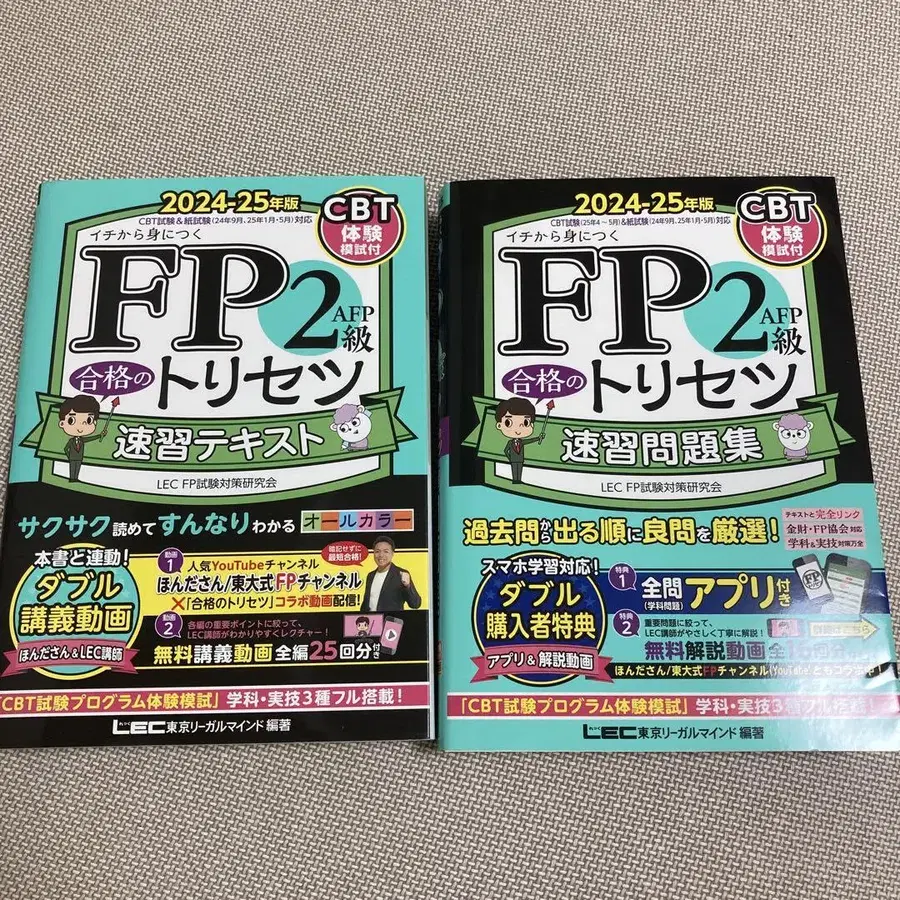 2024-25年版
CBT試験&紙試験(24年9月、25年1月・5月)対応
CBT
体験
模試付
イチから身につく
FP2級
AFP
合格の
トリセツ
速習テキスト
LEC FP試験対策研究会
サクサク読めてすんなりわかる
オールカラー
本書と連動!
ダブル
講義動画
ほんださん&LEC講師
動画1
人気YouTubeチャンネル
ほんださん/東大式FPチャンネル
×「合格のトリセツ」コラボ動画配信!
暗記せずに
最短合格!
動画2
各編の重要ポイントに絞って、
LEC講師がわかりやすくレクチャー!
無料講義動画 全編25回分付き
「CBT試験プログラム体験模試」学科・実技3種フル搭載!
LEC東京リーガルマインド 編著
2024-25年版
CBT試験(25年4~5月)&紙試験(24年9月、25年1月・5月)対応
CBT
体験
模試付
イチから身につく
FP2級
AFP
合格の
トリセツ
速習問題集
LEC FP試験対策研究会
過去問から出る順に良問を厳選!
テキストと完全リンク
金財・FP協会対応
学科&実技対策万全
スマホ学習対応!
ダブル
購入者特典
アプリ&解説動画
特典1
全問アプリ付き
(学科問題)
特典2
重要問題に絞って、
LEC講師がやさしく丁寧に解説!
無料解説動画
ほんださん/東大式FPチャンネル(YouTube)ともコラボ中!
「CBT試験プログラム体験模試」学科・実技3種フル搭載!
LEC東京リーガルマインド 編著